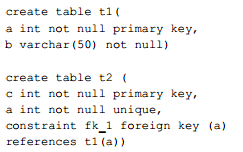 create table t1(
a int not null primary key,
b varchar(50) not null)
create table t2 (
c int not null primary key,
a int not null unique,
constraint fk_1 foreign key (a)
references t1(a))